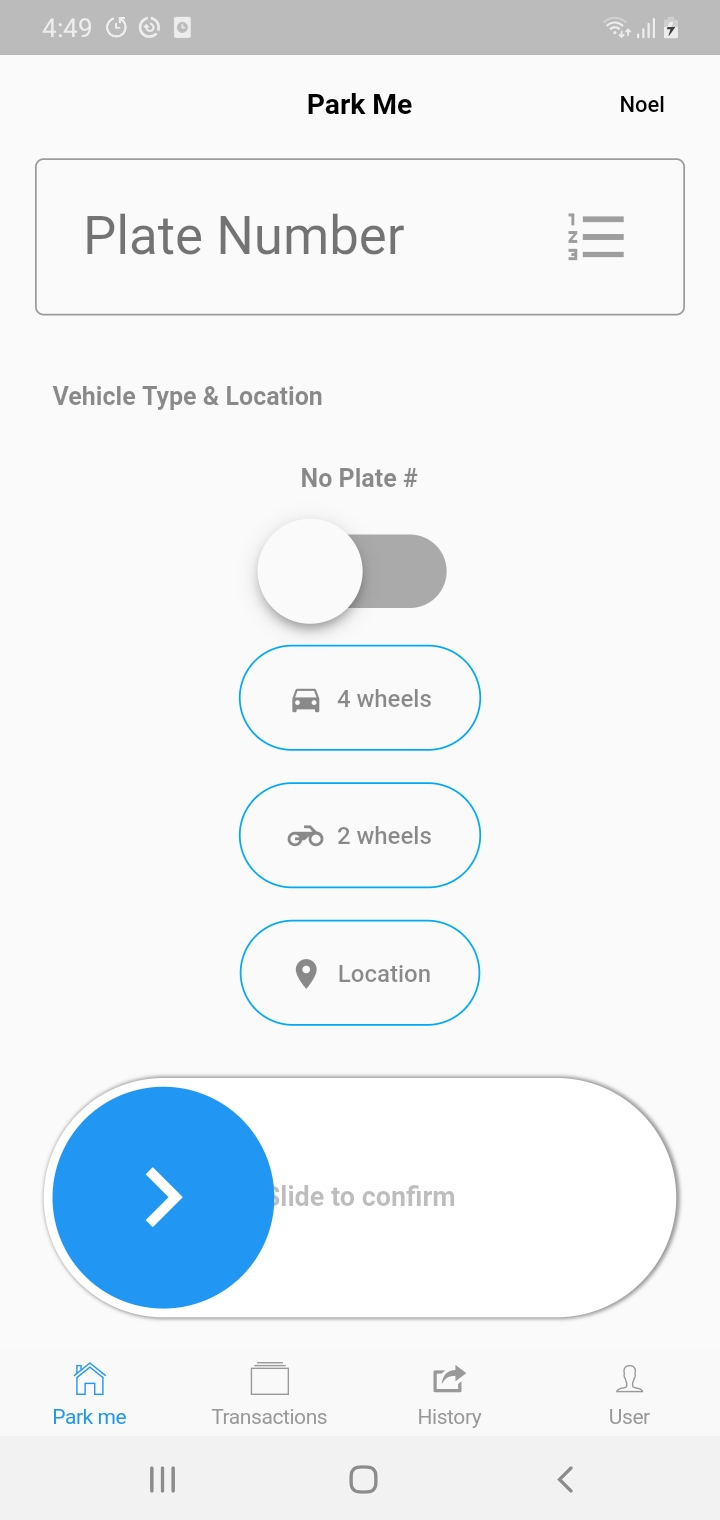 4:49
Park Me
Noel
Plate Number
Vehicle Type & Location
No Plate #
4 wheels
2 wheels
Location
Slide to confirm
Park me
Transactions
History
User